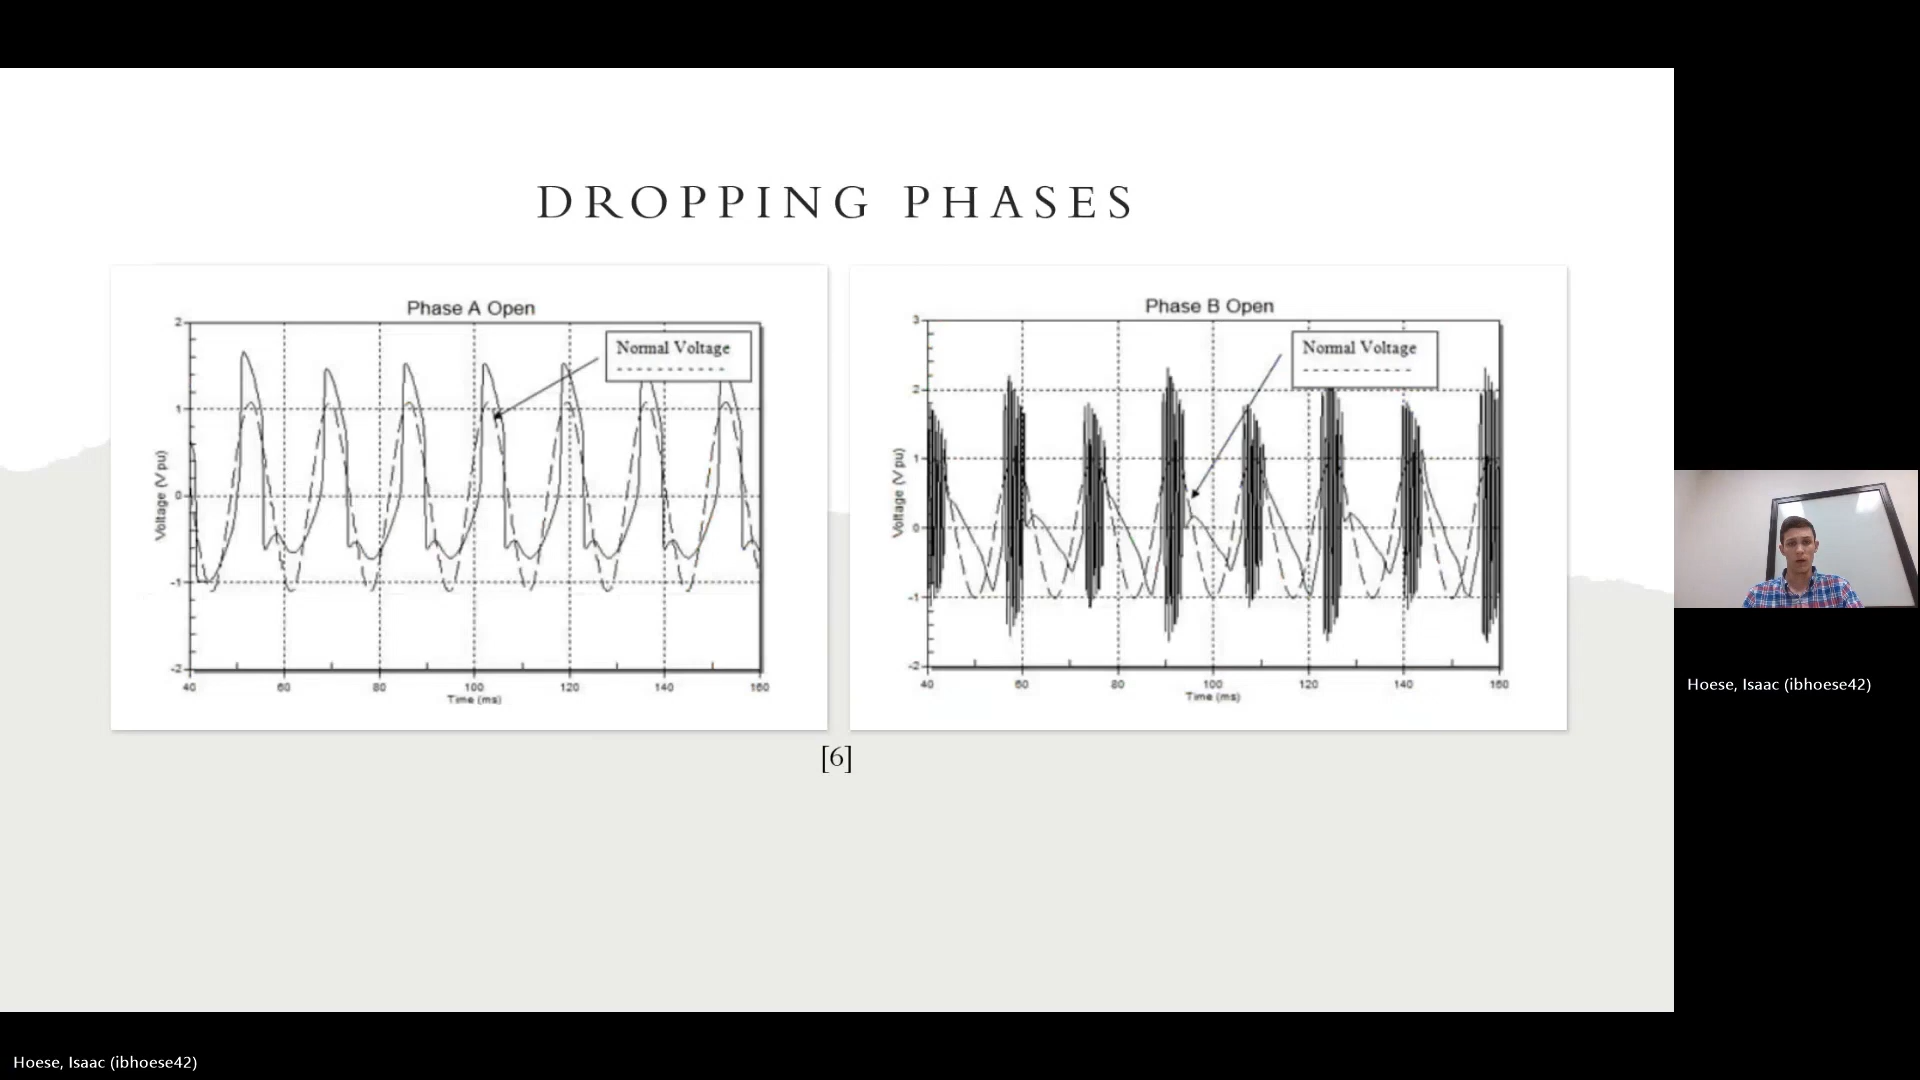 DROPPING PHASES
Phase A Open
Normal Voltage
2
1
0
-1
-2
Voltage (V pu)
40
60
80
100
120
140
160
Time (ms)
Phase B Open
Normal Voltage
3
2
1
0
-1
-2
Voltage (V pu)
40
60
80
100
120
140
160
Time (ms)
[6]
Hoese, Isaac (ibhoese42)
Hoese, Isaac (ibhoese42)